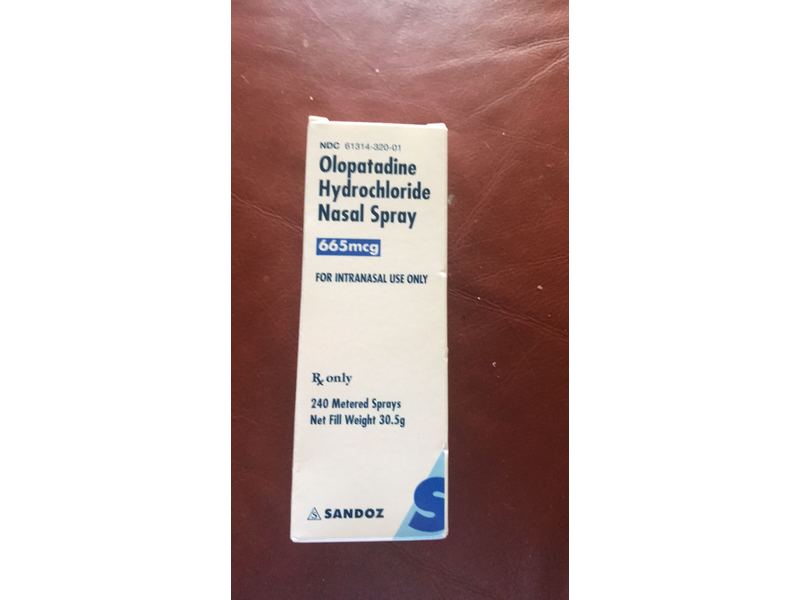 NDC 61314-320-01
Olopatadine
Hydrochloride
Nasal Spray
665mcg
FOR INTRANASAL USE ONLY
℞ only
240 Metered Sprays
Net Fill Weight 30.5g
S SANDOZ
S